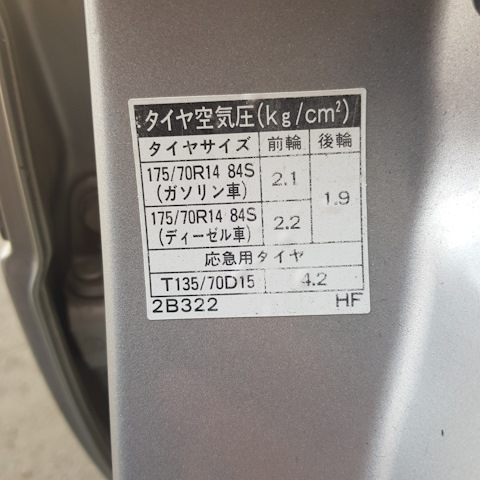 タイヤ空気圧(kg/cm²)
タイヤサイズ 前輪 後輪
175/70R14 84S
(ガソリン車) 2.1
1.9
175/70R14 84S
(ディーゼル車) 2.2
応急用タイヤ
T135/70D15 4.2
2B322 HF